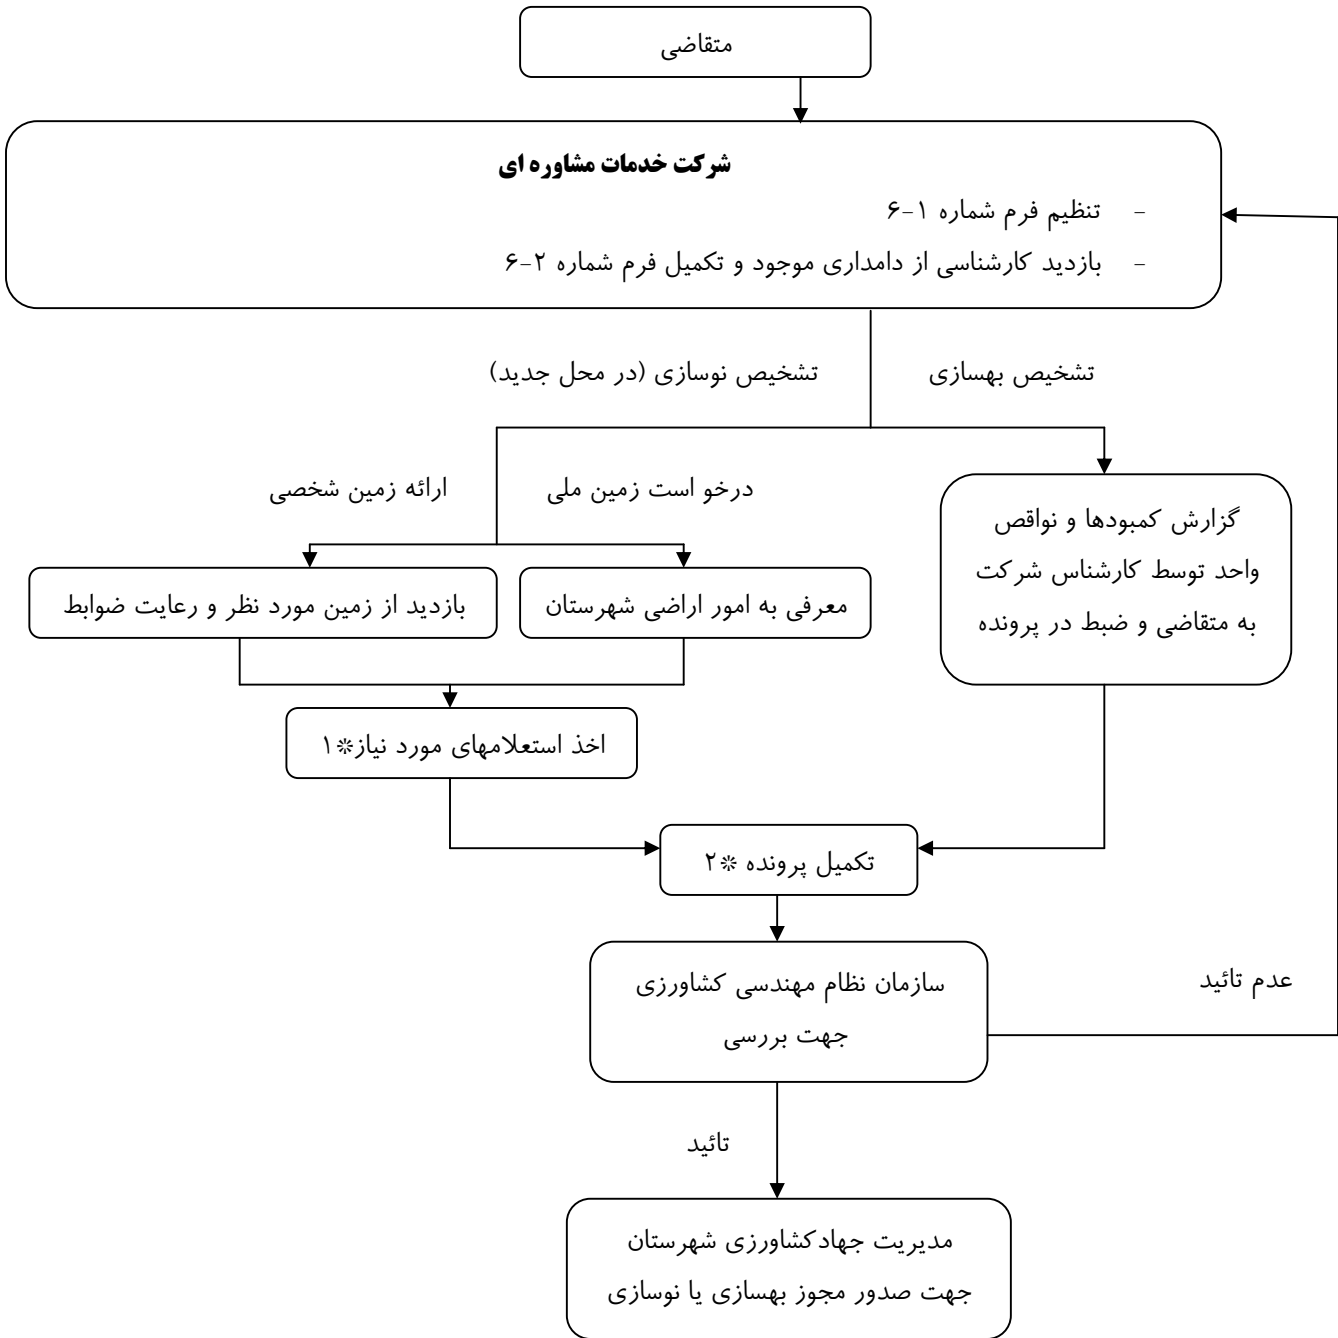 متقاضی
شرکت خدمات مشاوره ای
- تنظیم فرم شماره ۱-۶
- بازدید کارشناسی از دامداری موجود و تکمیل فرم شماره ۲-۶
تشخیص بهسازی
تشخیص نوسازی (در محل جدید)
درخو است زمین ملی
ارائه زمین شخصی
گزارش کمبودها و نواقص
واحد توسط کارشناس شرکت
به متقاضی و ضبط در پرونده
معرفی به امور اراضی شهرستان
بازدید از زمین مورد نظر و رعایت ضوابط
اخذ استعلامهای مورد نیاز*۱
تکمیل پرونده *۲
سازمان نظام مهندسی کشاورزی
جهت بررسی
عدم تائید
تائید
مدیریت جهادکشاورزی شهرستان
جهت صدور مجوز بهسازی یا نوسازی